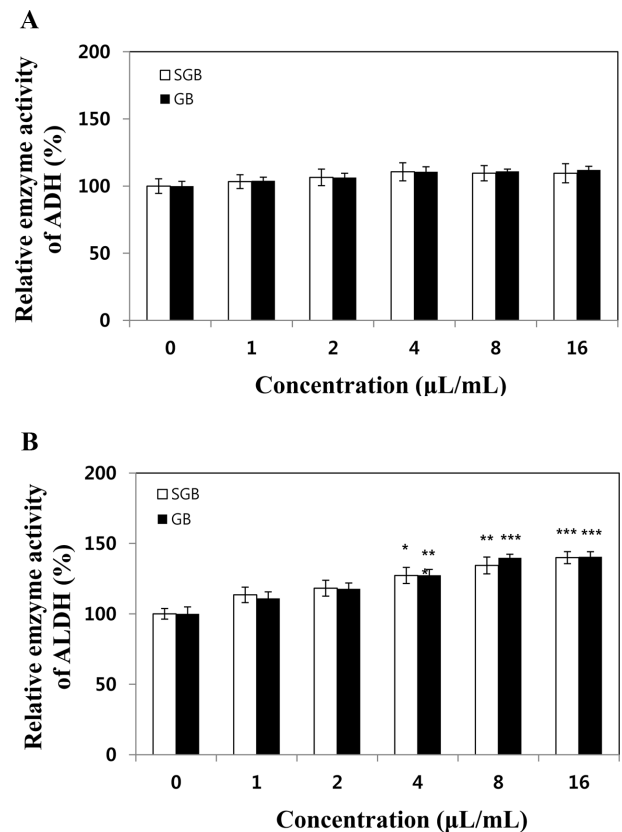 A
Relative emzyme activity
of ADH (%)
200
150
100
50
0
SGB
GB
0 1 2 4 8 16
Concentration (µL/mL)
B
Relative emzyme activity
of ALDH (%)
200
150
100
50
0
SGB
GB
* ** ** *** *** ***
*
0 1 2 4 8 16
Concentration (µL/mL)